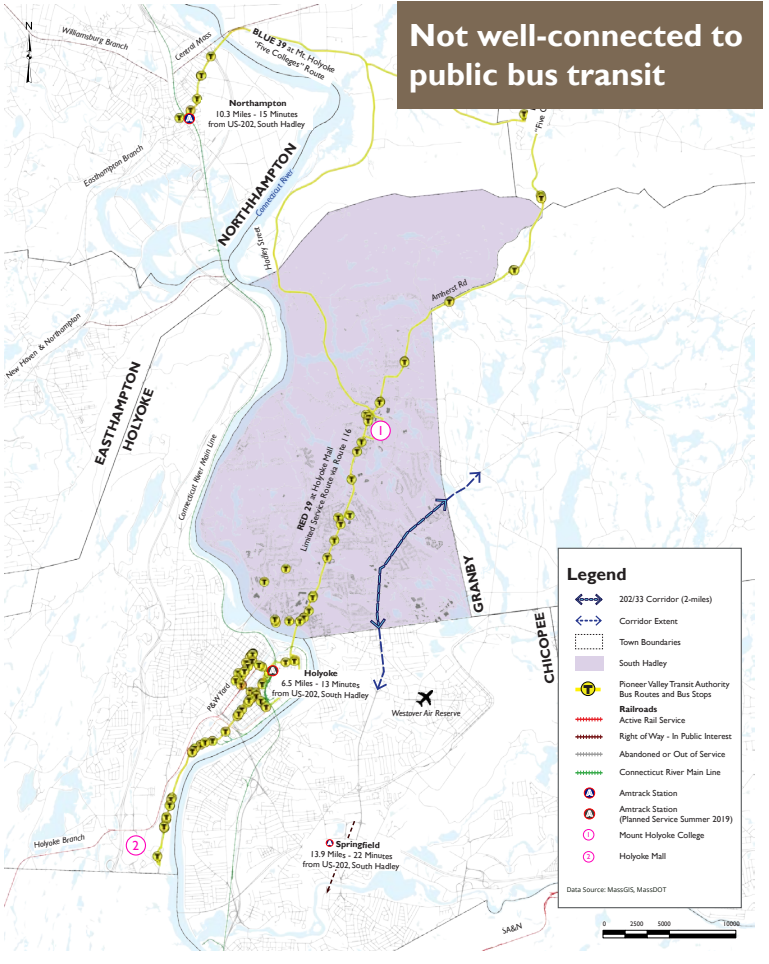 Not well-connected to
public bus transit
N
Williamsburg Branch
Central Mass
BLUE 39 at Mt. Holyoke
"Five Colleges" Route
"Five C
Northampton
10.3 Miles - 15 Minutes
from US-202, South Hadley
Easthampton Branch
NORTHHAMPTON
Connecticut River
Hadley Street
Amherst Rd
New Haven & Northampton
EASTHAMPTON
HOLYOKE
Connecticut River Main Line
1
RED 29 at Holyoke Mall
Limited Service Route via Route 116
GRANBY
CHICOPEE
Holyoke
6.5 Miles - 13 Minutes
from US-202, South Hadley
P&W Yard
Westover Air Reserve
2
Holyoke Branch
Springfield
13.9 Miles - 22 Minutes
from US-202, South Hadley
SA&N
Legend
202/33 Corridor (2-miles)
Corridor Extent
Town Boundaries
South Hadley
T Pioneer Valley Transit Authority
Bus Routes and Bus Stops
Railroads
Active Rail Service
Right of Way - In Public Interest
Abandoned or Out of Service
Connecticut River Main Line
A Amtrack Station
A Amtrack Station
(Planned Service Summer 2019)
1 Mount Holyoke College
2 Holyoke Mall
Data Source: MassGIS, MassDOT
0 2500 5000 10000